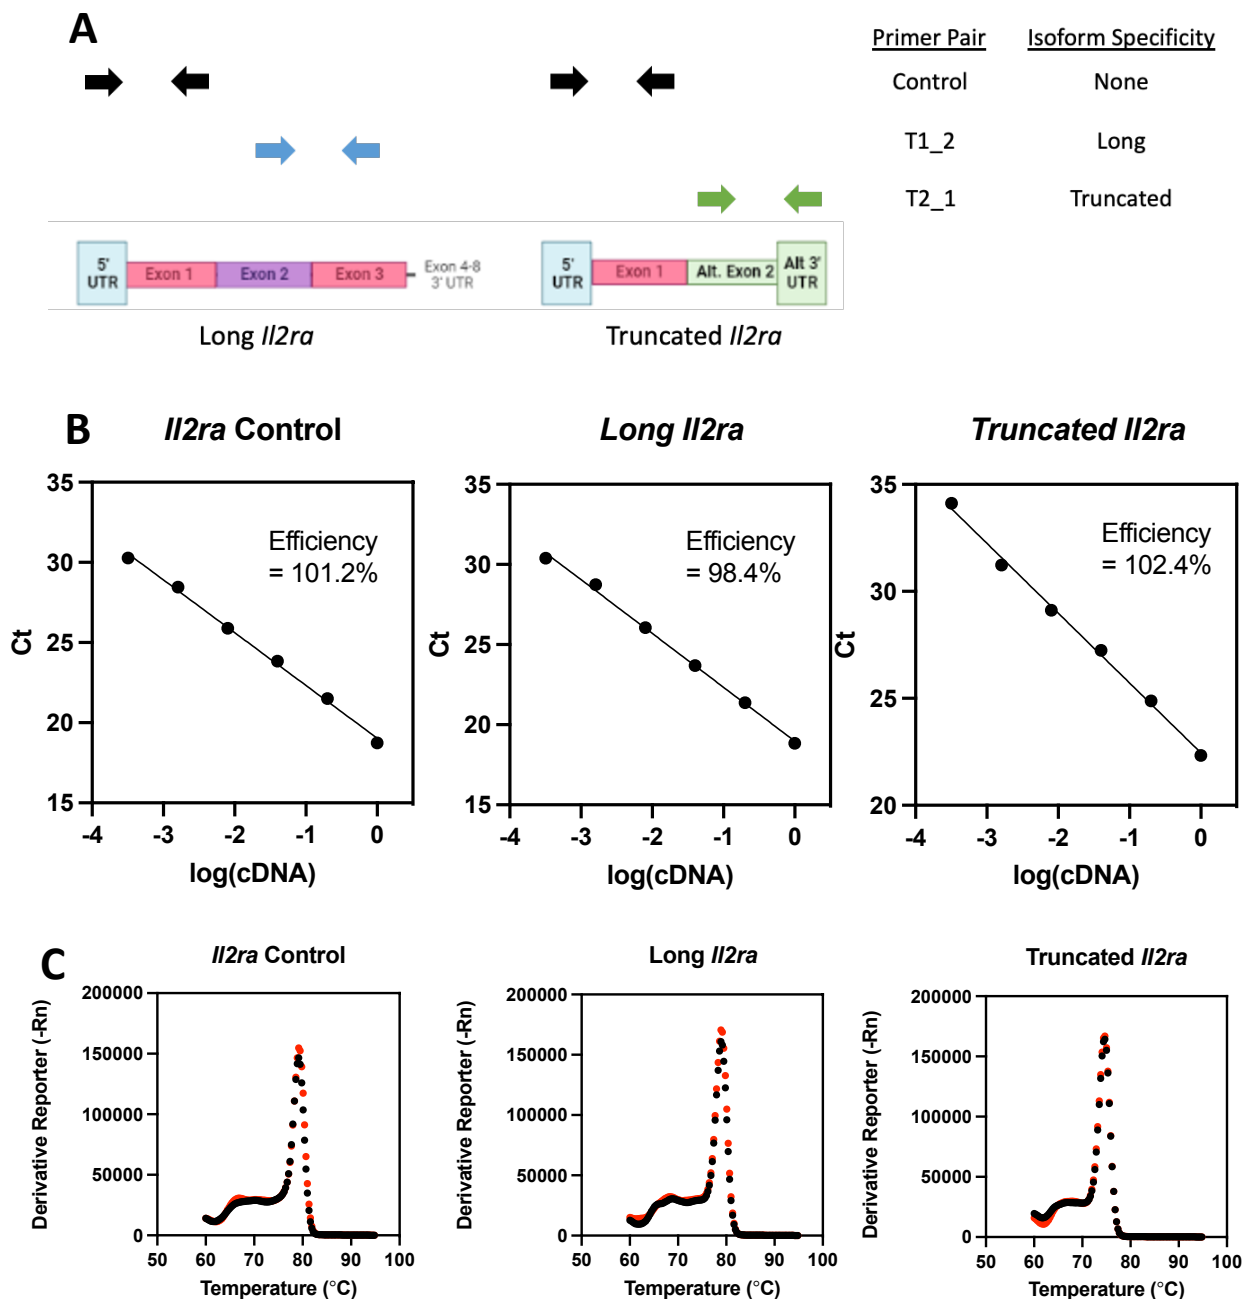 A
Primer Pair Isoform Specificity
Control None
T1_2 Long
T2_1 Truncated
5'
UTR
Exon 1
Exon 2
Exon 3
Exon 4-8
3' UTR
5'
UTR
Exon 1
Alt. Exon 2
Alt 3'
UTR
Long Il2ra
Truncated Il2ra
B
Il2ra Control
35
30
25
20
15
Ct
Efficiency
= 101.2%
-4 -3 -2 -1 0
log(cDNA)
Long Il2ra
35
30
25
20
15
Ct
Efficiency
= 98.4%
-4 -3 -2 -1 0
log(cDNA)
Truncated Il2ra
35
30
25
20
Ct
Efficiency
= 102.4%
-4 -3 -2 -1 0
log(cDNA)
C
Il2ra Control
Derivative Reporter (-Rn)
200000
150000
100000
50000
0
50 60 70 80 90 100
Temperature (°C)
Long Il2ra
Derivative Reporter (-Rn)
200000
150000
100000
50000
0
50 60 70 80 90 100
Temperature (°C)
Truncated Il2ra
Derivative Reporter (-Rn)
200000
150000
100000
50000
0
50 60 70 80 90 100
Temperature (°C)